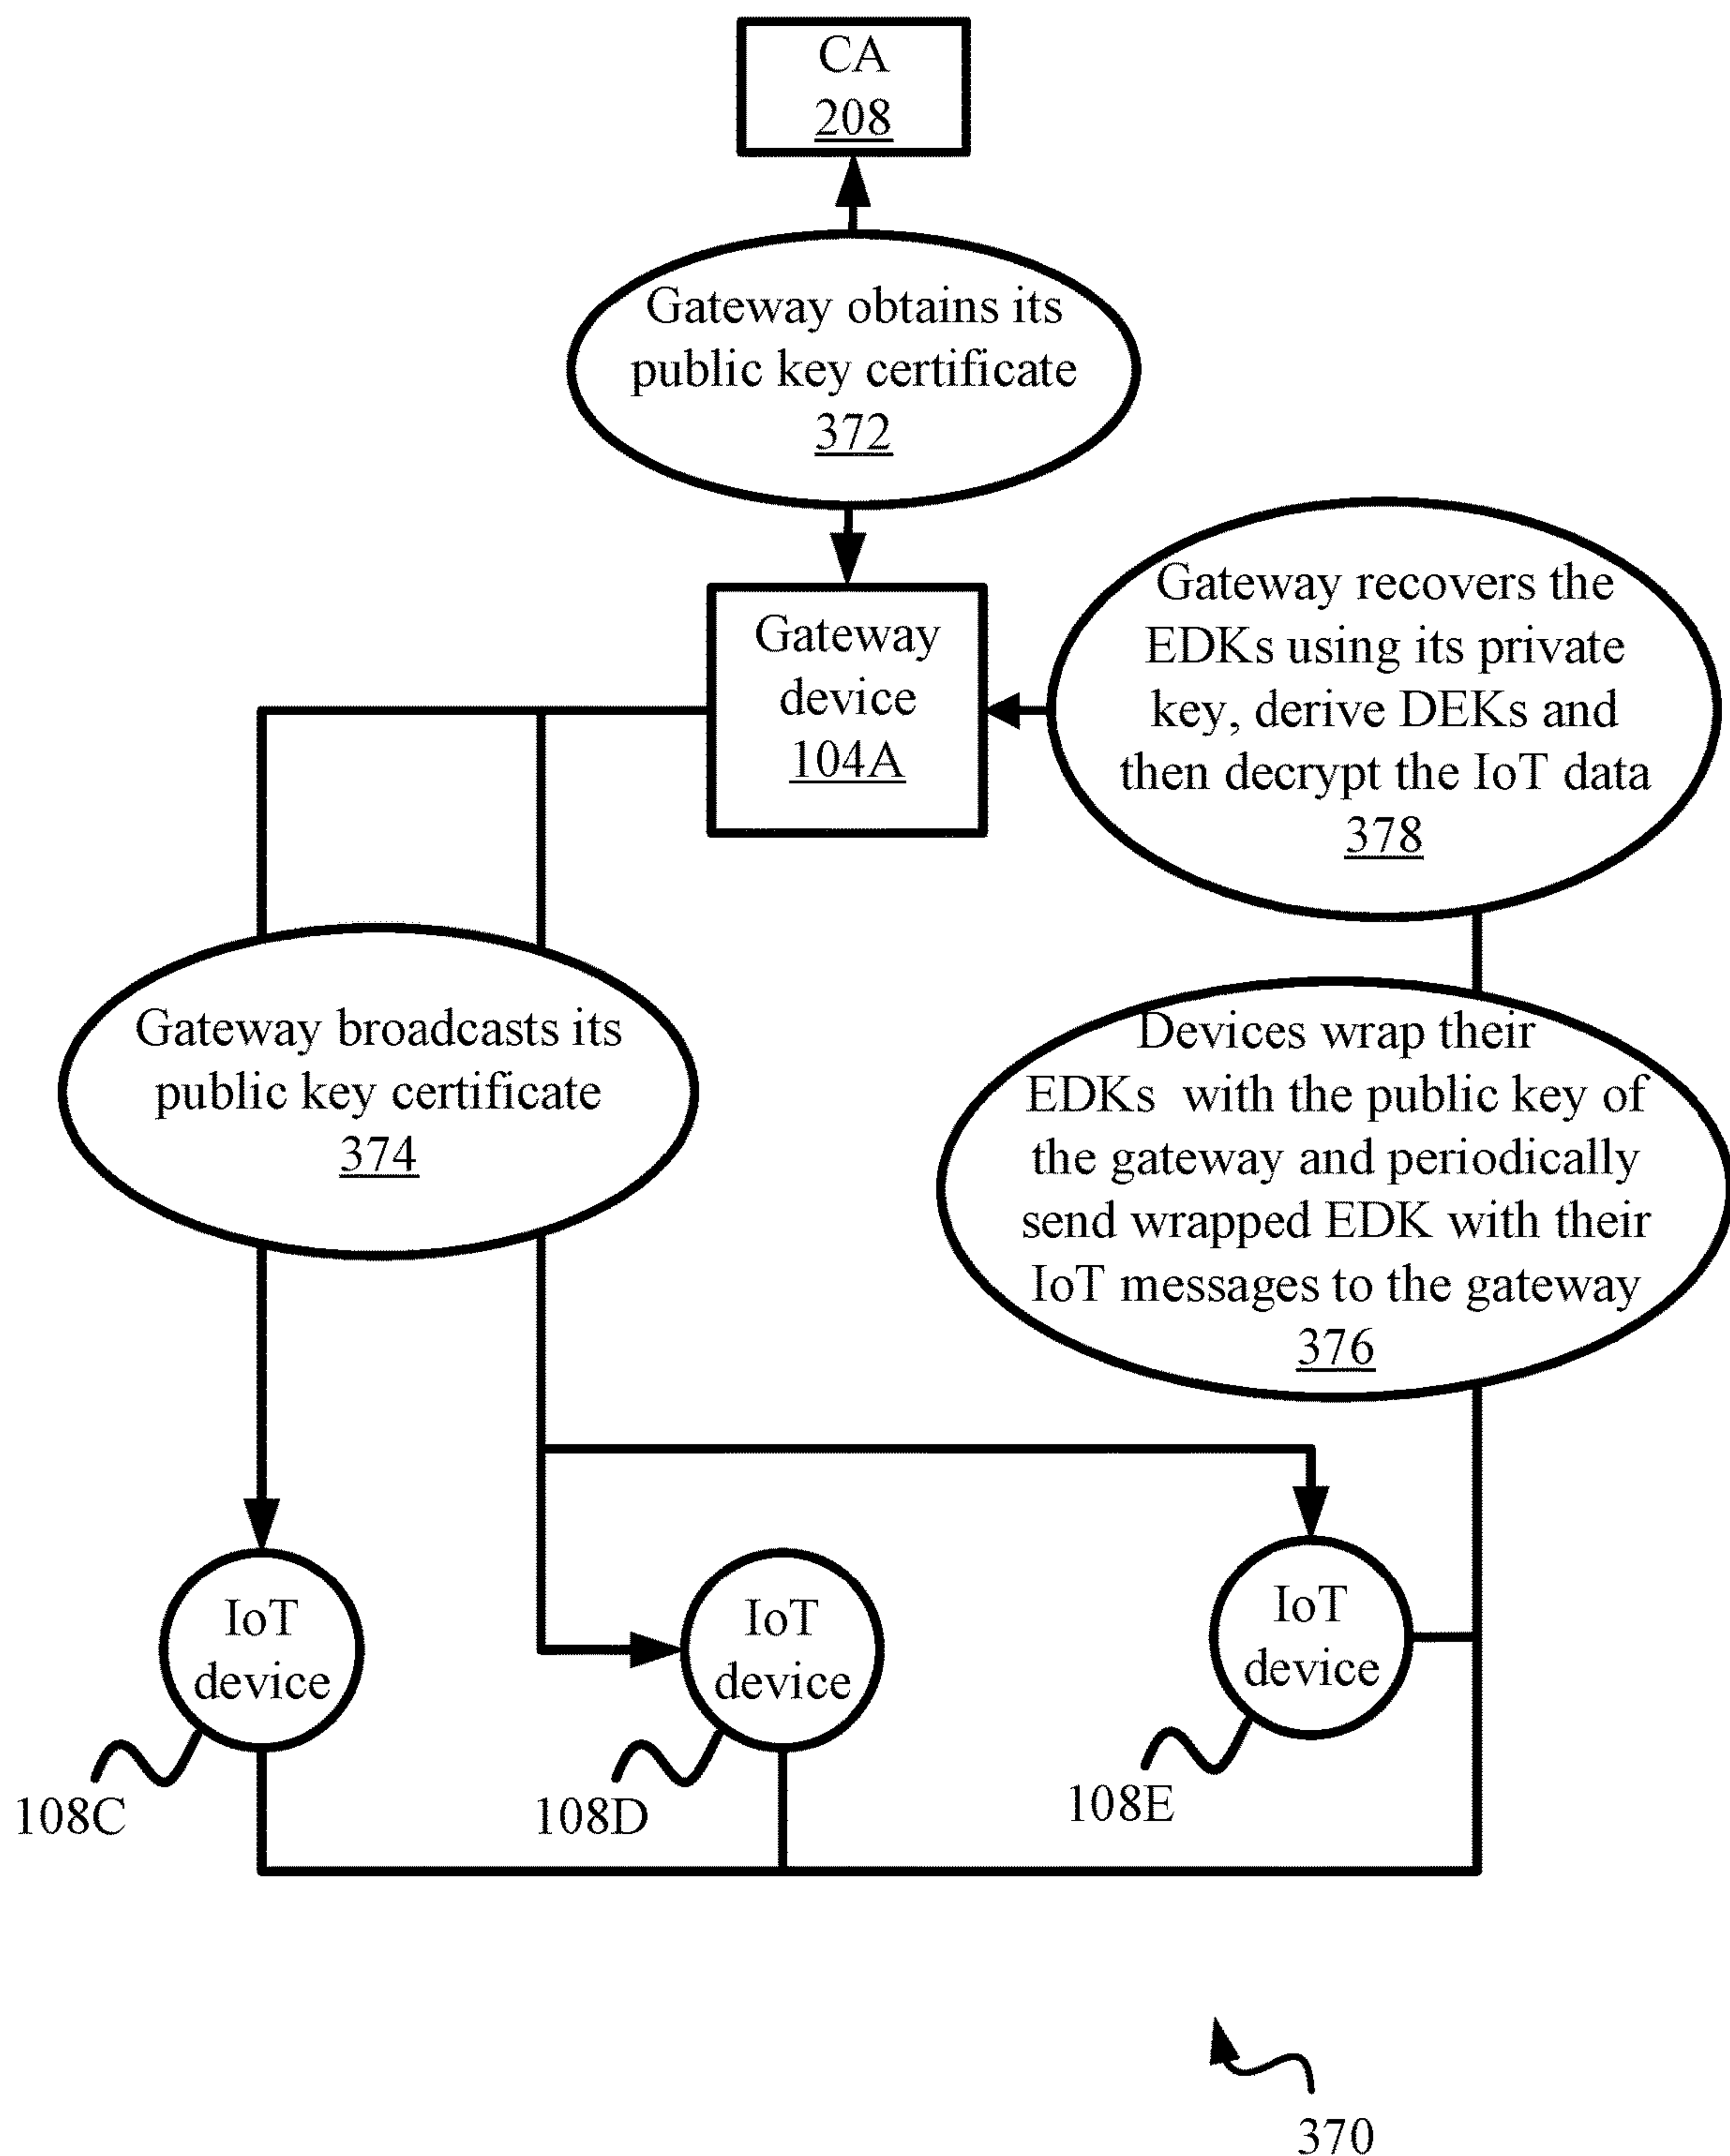 CA
208
Gateway obtains its
public key certificate
372
Gateway
device
104A
Gateway recovers the
EDKs using its private
key, derive DEKs and
then decrypt the IoT data
378
Gateway broadcasts its
public key certificate
374
Devices wrap their
EDKs with the public key of
the gateway and periodically
send wrapped EDK with their
IoT messages to the gateway
376
IoT
device
108C
IoT
device
108D
IoT
device
108E
370